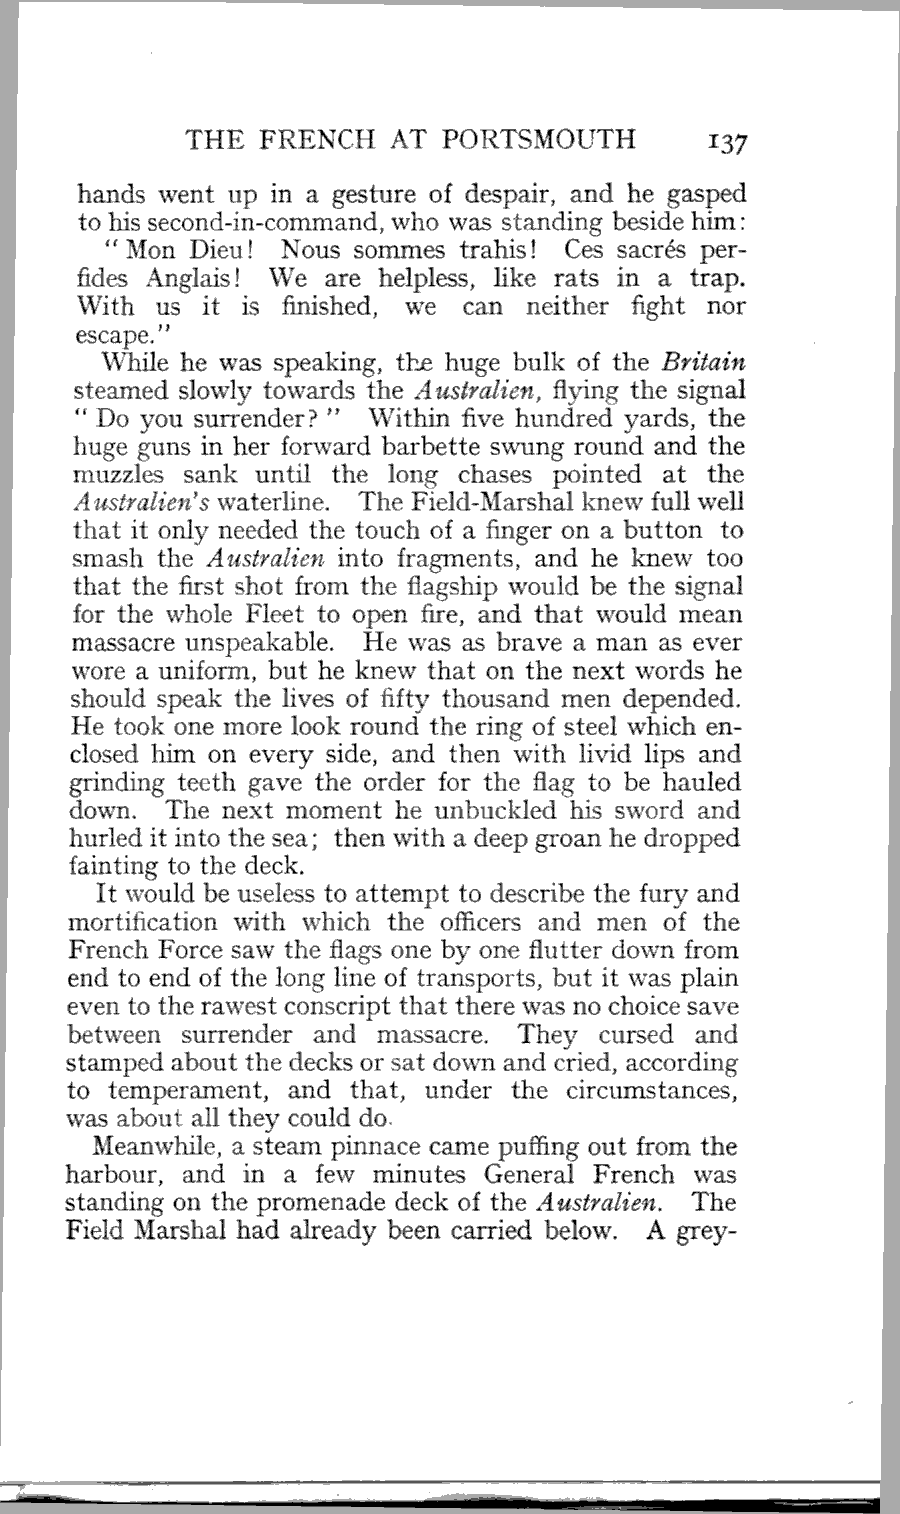 THE FRENCH AT PORTSMOUTH 137
hands went up in a gesture of despair, and he gasped
to his second-in-command, who was standing beside him:
“ Mon Dieu! Nous sommes trahis! Ces sacrés per-
fides Anglais! We are helpless, like rats in a trap.
With us it is finished, we can neither fight nor
escape.”
While he was speaking, the huge bulk of the Britain
steamed slowly towards the Australien, flying the signal
“ Do you surrender? ” Within five hundred yards, the
huge guns in her forward barbette swung round and the
muzzles sank until the long chases pointed at the
Australien's waterline. The Field-Marshal knew full well
that it only needed the touch of a finger on a button to
smash the Australien into fragments, and he knew too
that the first shot from the flagship would be the signal
for the whole Fleet to open fire, and that would mean
massacre unspeakable. He was as brave a man as ever
wore a uniform, but he knew that on the next words he
should speak the lives of fifty thousand men depended.
He took one more look round the ring of steel which en-
closed him on every side, and then with livid lips and
grinding teeth gave the order for the flag to be hauled
down. The next moment he unbuckled his sword and
hurled it into the sea; then with a deep groan he dropped
fainting to the deck.
It would be useless to attempt to describe the fury and
mortification with which the officers and men of the
French Force saw the flags one by one flutter down from
end to end of the long line of transports, but it was plain
even to the rawest conscript that there was no choice save
between surrender and massacre. They cursed and
stamped about the decks or sat down and cried, according
to temperament, and that, under the circumstances,
was about all they could do.
Meanwhile, a steam pinnace came puffing out from the
harbour, and in a few minutes General French was
standing on the promenade deck of the Australien. The
Field Marshal had already been carried below. A grey-